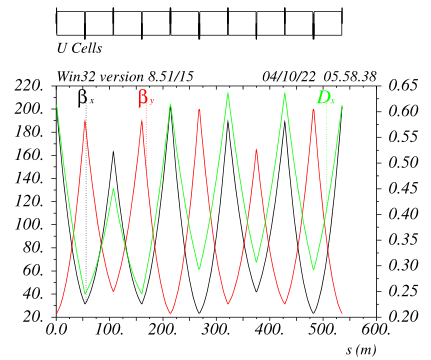 U Cells
Win32 version 8.51/15 04/10/22 05.58.38
220. βx βy Dx 0.65
200. 0.60
180. 0.55
160. 0.50
140. 0.45
120. 0.40
100. 0.35
80. 0.30
60. 0.25
40. 0.20
20.
0.0 100. 200. 300. 400. 500. 600.
s (m)